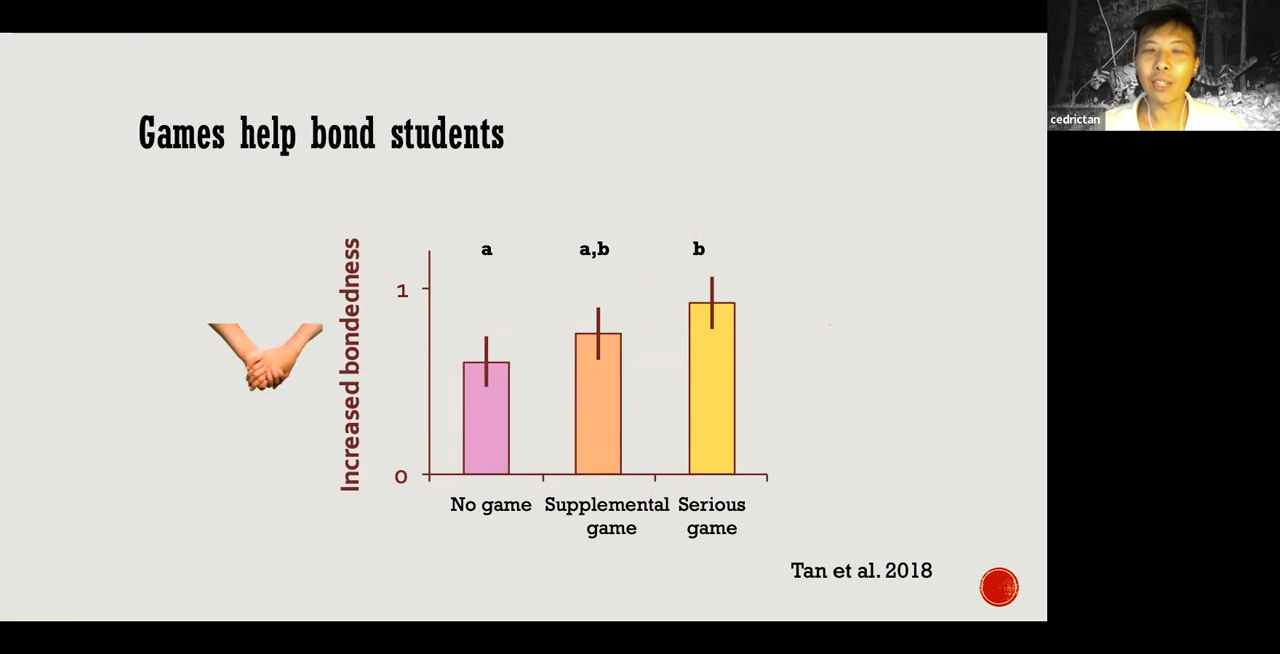 Games help bond students
cedrictan
Increased bondedness
a
a,b
b
1
0
No game
Supplemental game
Serious game
Tan et al. 2018